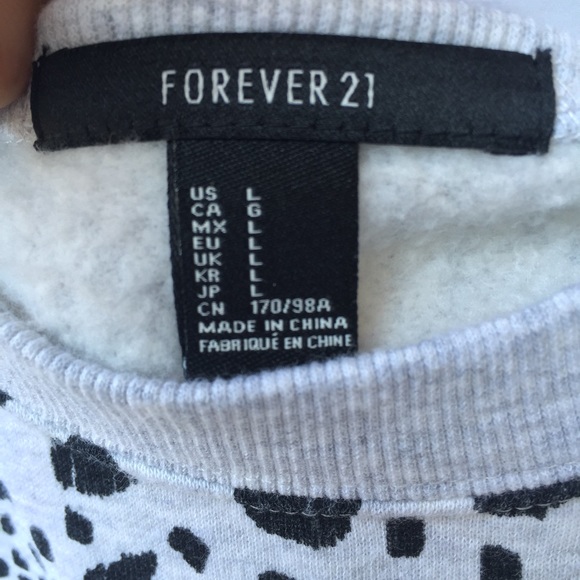 FOREVER 21
US L
CA G
MX L
EU L
UK L
KR L
JP L
CN 170/98A
MADE IN CHINA
FABRIQUÉ EN CHINE